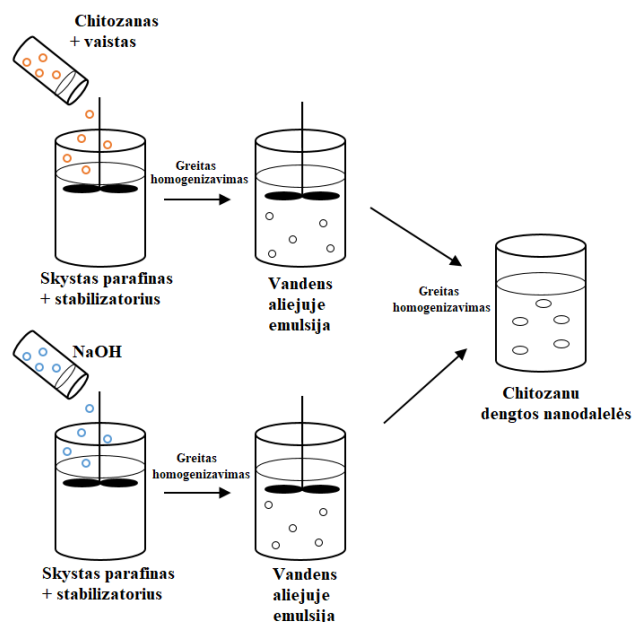 Chitozanas
+ vaistas
Greitas
homogenizavimas
Skystas parafinas
+ stabilizatorius
Vandens
aliejuje
emulsija
Greitas
homogenizavimas
Chitozanu
dengtos nanodalelės
NaOH
Greitas
homogenizavimas
Skystas parafinas
+ stabilizatorius
Vandens
aliejuje
emulsija